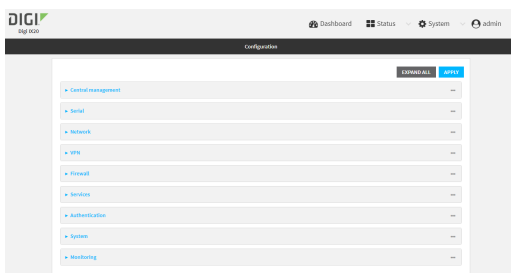 DIGI
Digi IX20
Dashboard Status System admin
Configuration
EXPAND ALL APPLY
Central management
Serial
Network
VPN
Firewall
Services
Authentication
System
Monitoring